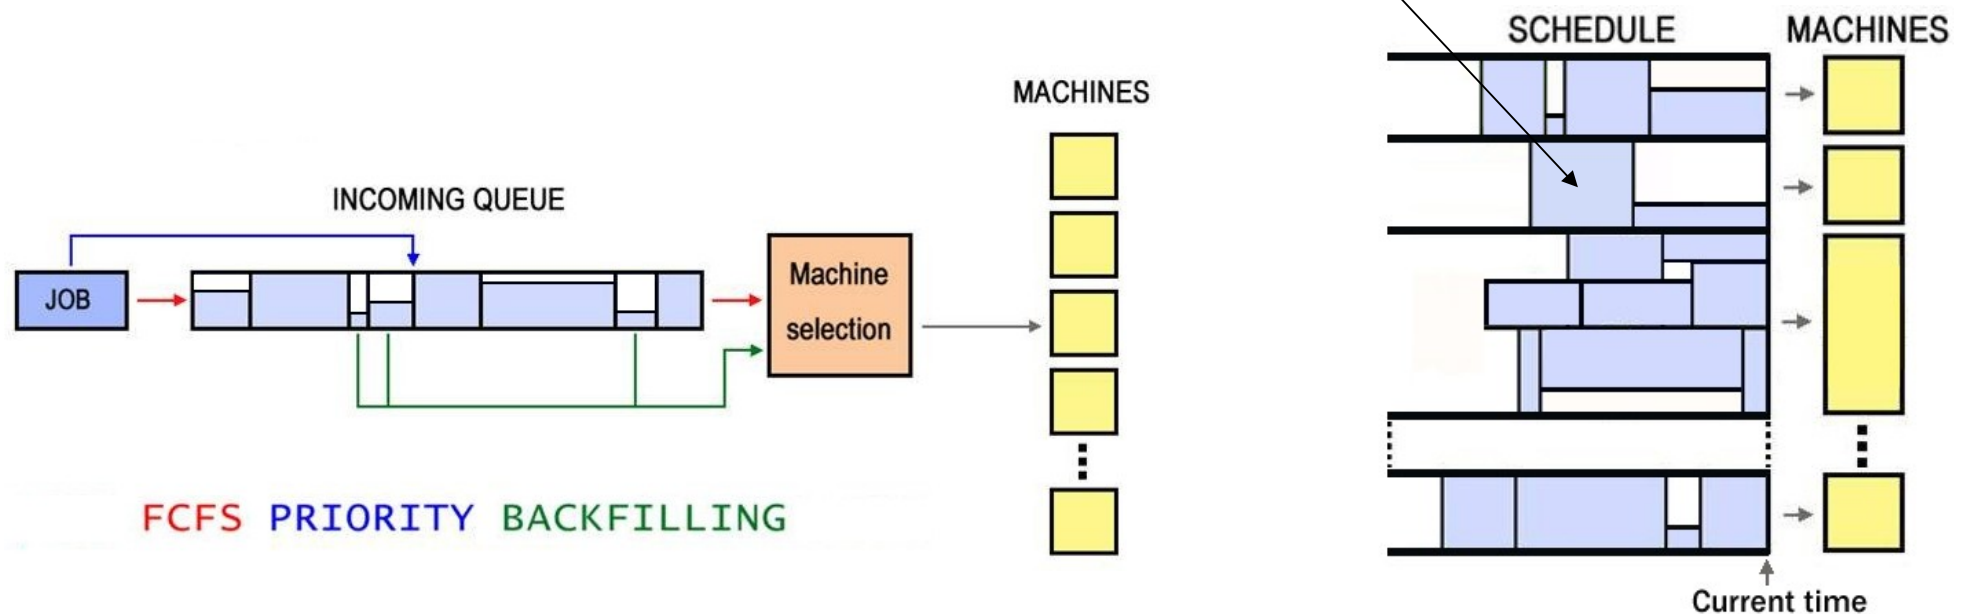 MACHINES
INCOMING QUEUE
JOB
Machine
selection
FCFS PRIORITY BACKFILLING
SCHEDULE
MACHINES
Current time